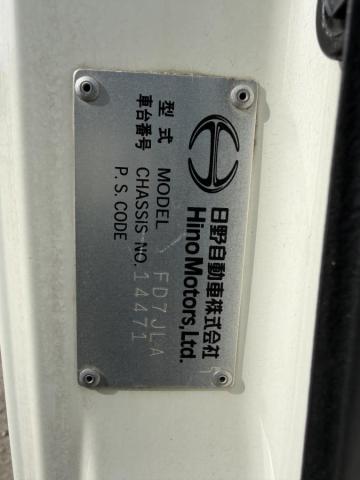 日野自動車株式会社
Hino Motors, Ltd.
型式 MODEL FD7JLA
車台番号 CHASSIS NO. 14471
P. S. CODE